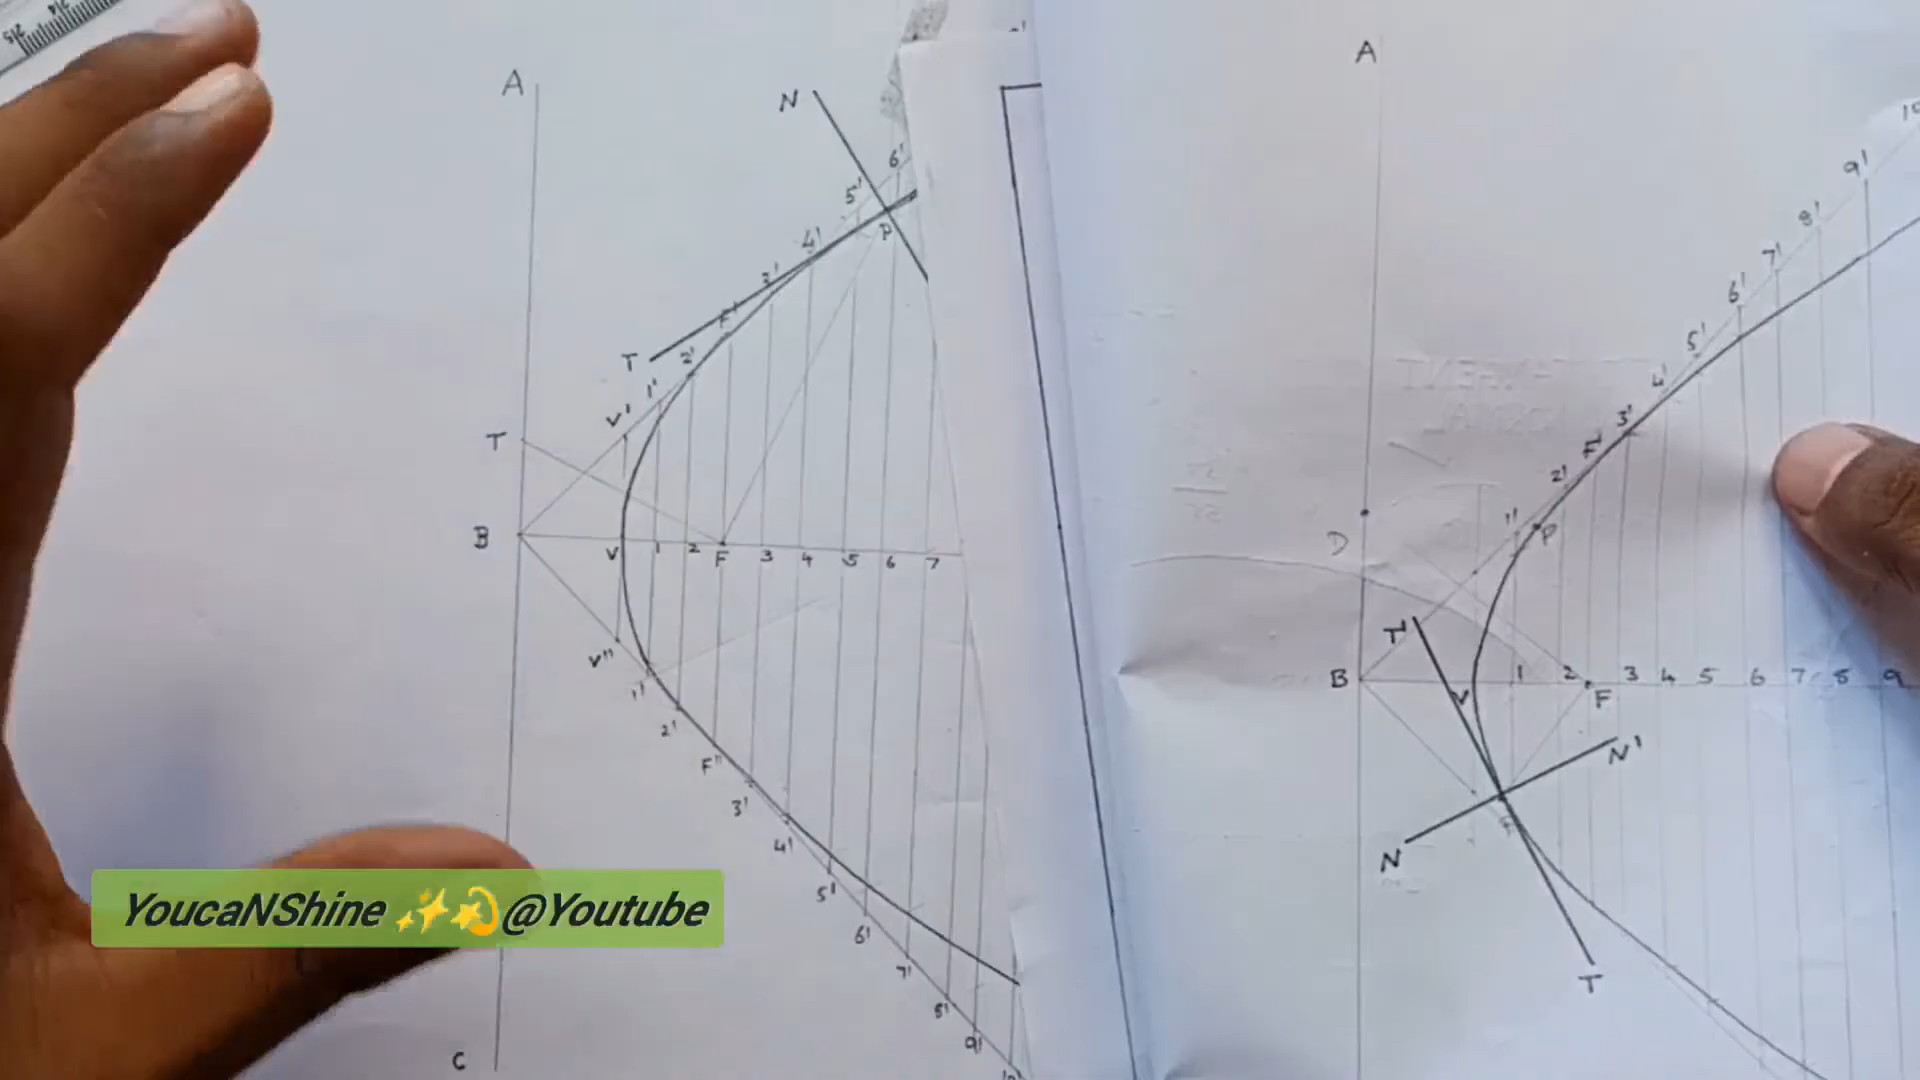 A
N
6'
5'
P
4'
3'
F'
T
2'
1'
V'
T
B
V 1 2 F 3 4 5 6 7
V"
1'
2'
F"
3'
4'
5'
6'
7'
8'
9'
10'
C
A
10
9'
8'
7'
6'
5'
4'
3'
F'
2'
1'
P
D
T'
B V 1 2 F 3 4 5 6 7 8 9
N'
N
T
YoucaNShine ✨💫@Youtube